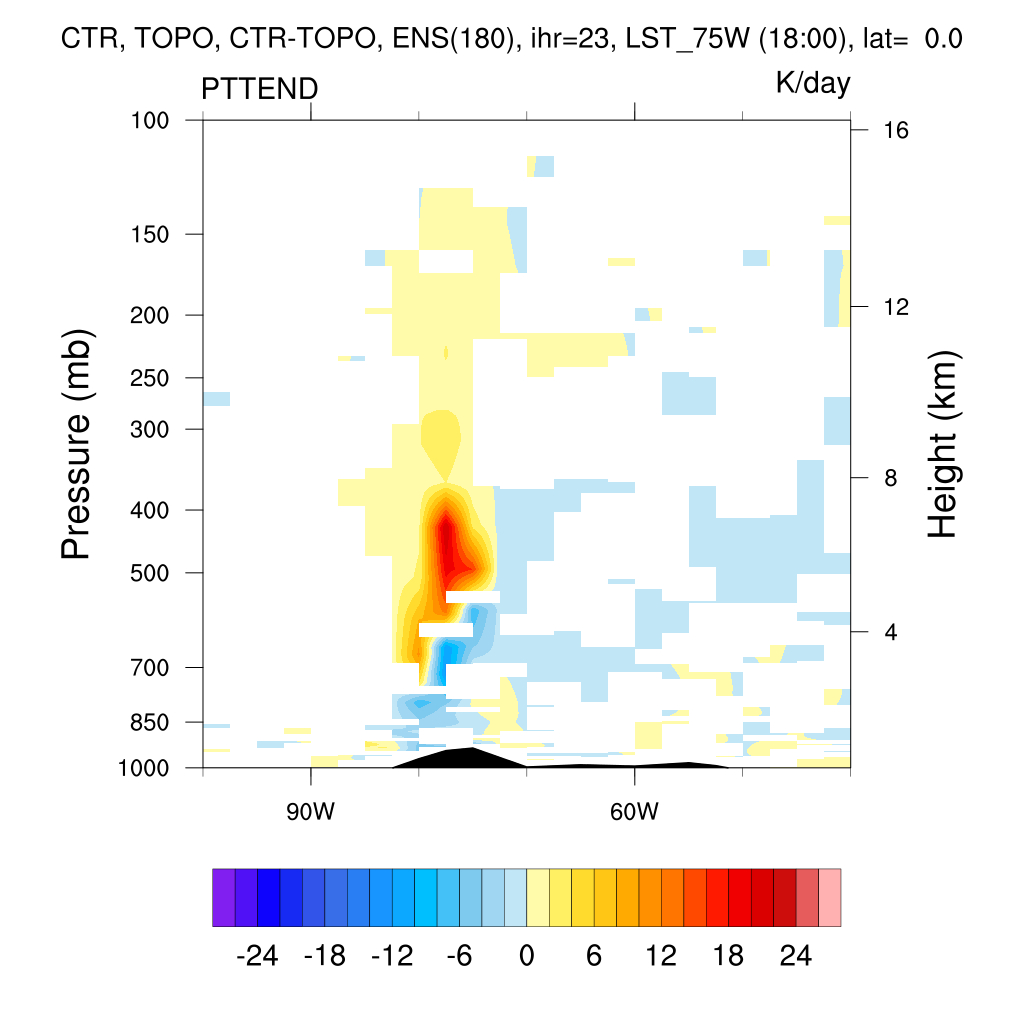 CTR, TOPO, CTR-TOPO, ENS(180), ihr=23, LST_75W (18:00), lat= 0.0
PTTEND K/day
100
150
200
250
300
400
500
700
850
1000
Pressure (mb)
16
12
8
4
Height (km)
90W 60W
-24 -18 -12 -6 0 6 12 18 24